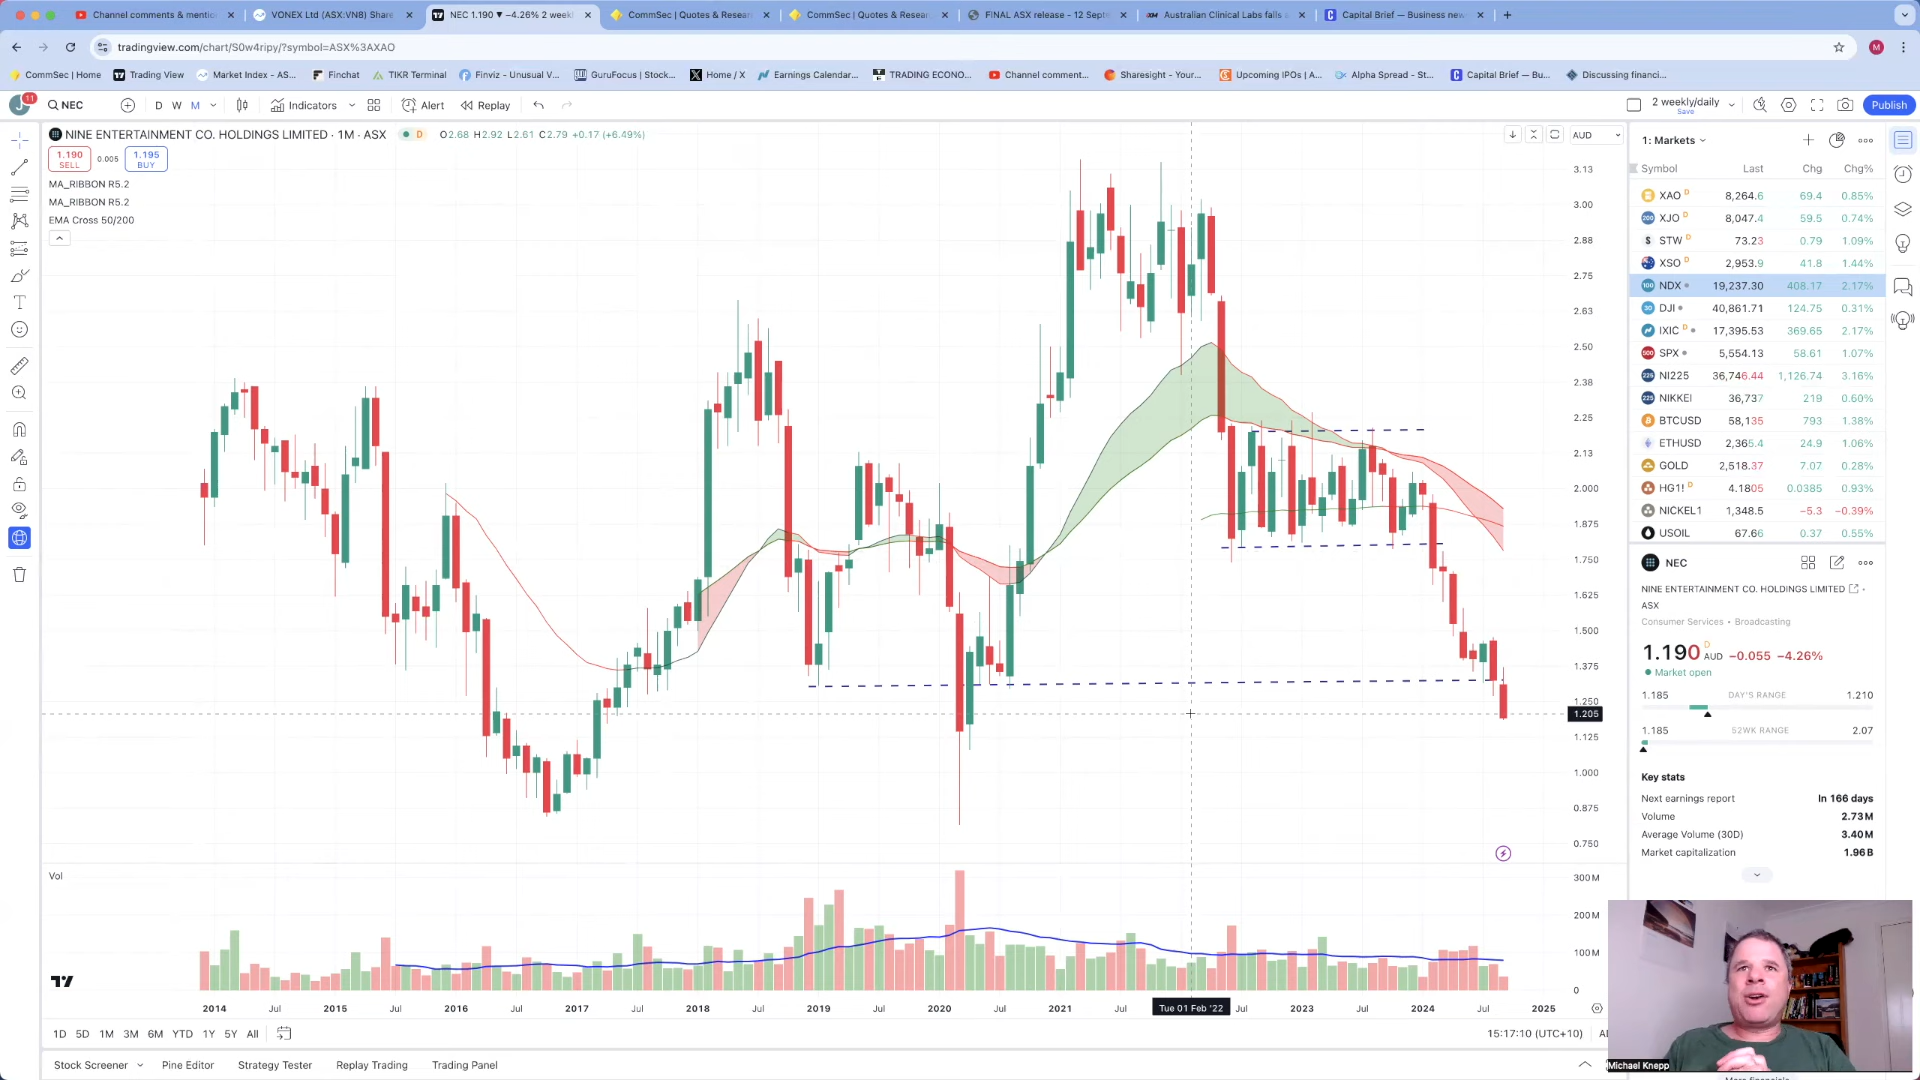 Channel comments & mentio
VONEX Ltd (ASX:VN8) Share
NEC 1.190 ▼ −4.26% 2 week
CommSec | Quotes & Resear
CommSec | Quotes & Resear
FINAL ASX release - 12 Sept
Australian Clinical Labs falls a
Capital Brief — Business new
tradingview.com/chart/S0w4ripy/?symbol=ASX%3AXAO
M
CommSec | Home
Trading View
Market Index - AS...
Finchat
TIKR Terminal
Finviz - Unusual V...
GuruFocus | Stock...
Home / X
Earnings Calendar...
TRADING ECONO...
Channel comment...
Sharesight - Your...
Upcoming IPOs | A...
Alpha Spread - St...
Capital Brief — Bu...
Discussing financi...
J 11
NEC
D W M
Indicators
Alert
Replay
2 weekly/daily
Save
Publish
NINE ENTERTAINMENT CO. HOLDINGS LIMITED · 1M · ASX
D
O2.68 H2.92 L2.61 C2.79 +0.17 (+6.49%)
AUD
1.190
SELL
0.005
1.195
BUY
MA_RIBBON R5.2
MA_RIBBON R5.2
EMA Cross 50/200
3.13
3.00
2.88
2.75
2.63
2.50
2.38
2.25
2.13
2.000
1.875
1.750
1.625
1.500
1.375
1.250
1.205
1.125
1.000
0.875
0.750
Vol
300 M
200 M
100 M
0
2014 Jul 2015 Jul 2016 Jul 2017 Jul 2018 Jul 2019 Jul 2020 Jul 2021 Jul Tue 01 Feb '22 Jul 2023 Jul 2024 Jul 2025
1D 5D 1M 3M 6M YTD 1Y 5Y All
15:17:10 (UTC+10)
Stock Screener
Pine Editor
Strategy Tester
Replay Trading
Trading Panel
1: Markets
Symbol Last Chg Chg%
XAO D 8,264.6 69.4 0.85%
XJO D 8,047.4 59.5 0.74%
STW D 73.23 0.79 1.09%
XSO D 2,953.9 41.8 1.44%
NDX 19,237.30 408.17 2.17%
DJI 40,861.71 124.75 0.31%
IXIC D 17,395.53 369.65 2.17%
SPX 5,554.13 58.61 1.07%
NI225 36,746.44 1,126.74 3.16%
NIKKEI 36,737 219 0.60%
BTCUSD 58,135 793 1.38%
ETHUSD 2,365.4 24.9 1.06%
GOLD 2,518.37 7.07 0.28%
HG1! D 4.1805 0.0385 0.93%
NICKEL1 1,348.5 −5.3 −0.39%
USOIL 67.66 0.37 0.55%
NEC
NINE ENTERTAINMENT CO. HOLDINGS LIMITED ·
ASX
Consumer Services • Broadcasting
1.190 D AUD −0.055 −4.26%
Market open
1.185 DAY'S RANGE 1.210
1.185 52WK RANGE 2.07
Key stats
Next earnings report In 166 days
Volume 2.73 M
Average Volume (30D) 3.40 M
Market capitalization 1.96 B
Michael Knepp